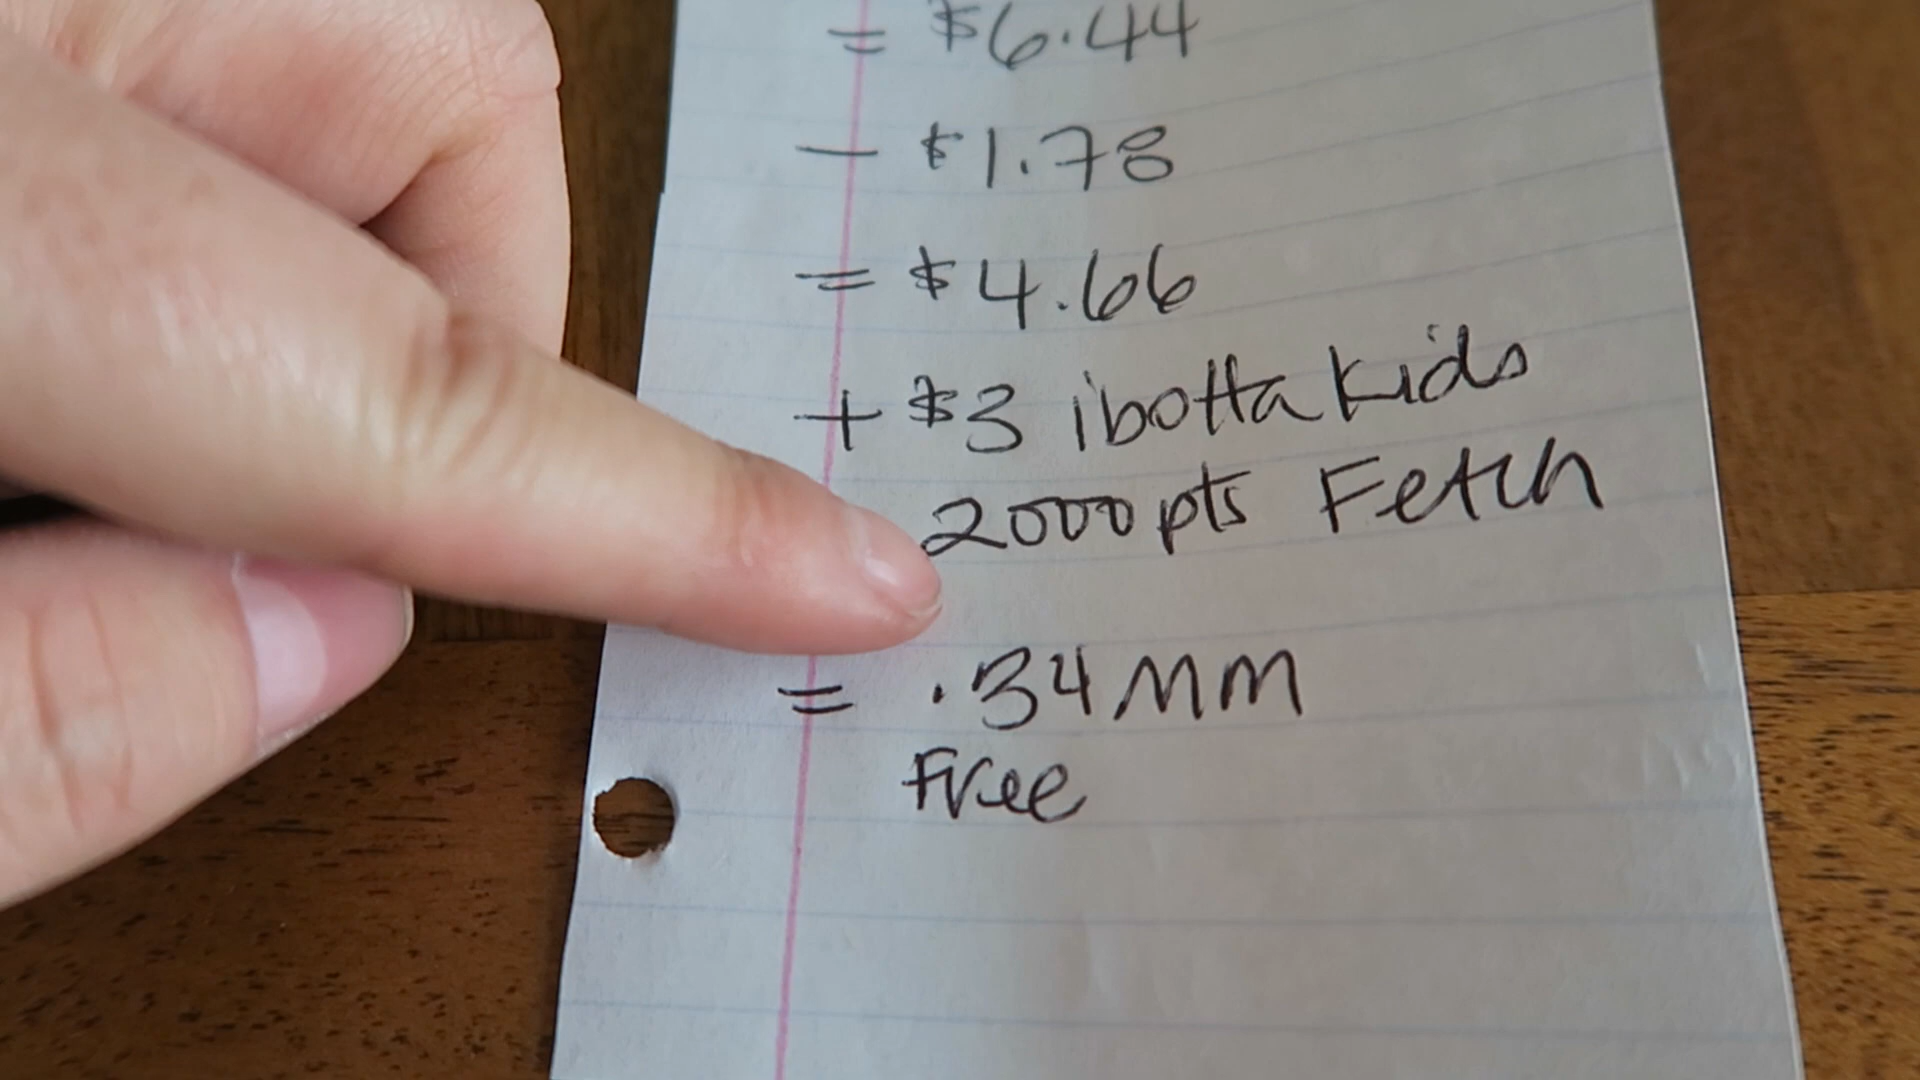 = $6.44
- $1.78
= $4.66
+ $3 ibotta kids
2000 pts Fetch
= .34 MM
Free